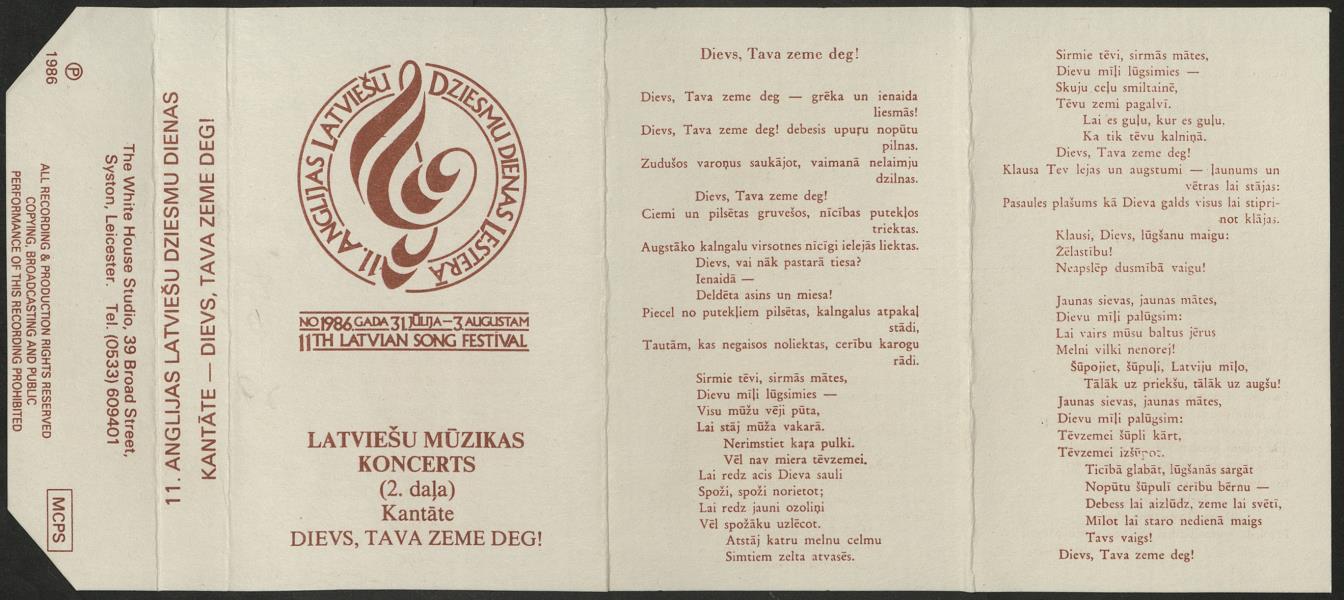 Ⓟ
1986
The White House Studio, 39 Broad Street,
Syston, Leicester. Tel. (0533) 609401
ALL RECORDING & PRODUCTION RIGHTS RESERVED
COPYING, BROADCASTING AND PUBLIC
PERFORMANCE OF THIS RECORDING PROHIBITED
MCPS
11. ANGLIJAS LATVIEŠU DZIESMU DIENAS
KANTĀTE — DIEVS, TAVA ZEME DEG!
11. ANGLIJAS LATVIEŠU DZIESMU DIENAS LESTERĀ
NO 1986. GADA 31. JŪLIJA – 3. AUGUSTAM
11TH LATVIAN SONG FESTIVAL
LATVIEŠU MŪZIKAS
KONCERTS
(2. daļa)
Kantāte
DIEVS, TAVA ZEME DEG!
Dievs, Tava zeme deg!
Dievs, Tava zeme deg — grēka un ienaida
liesmās!
Dievs, Tava zeme deg! debesis upuŗu nopūtu
pilnas.
Zudušos varoņus saukājot, vaimanā nelaimju
dzilnas.
Dievs, Tava zeme deg!
Ciemi un pilsētas gruvešos, nīcības putekļos
triektas.
Augstāko kalngalu virsotnes nīcīgi ielejās liektas.
Dievs, vai nāk pastarā tiesa?
Ienaidā —
Deldēta asins un miesa!
Piecel no putekļiem pilsētas, kalngalus atpakaļ
stādi,
Tautām, kas negaisos noliektas, cerību karogu
rādi.
Sirmie tēvi, sirmās mātes,
Dievu mīļi lūgsimies —
Visu mūžu vēji pūta,
Lai stāj mūža vakarā.
Nerimstiet kaŗa pulki.
Vēl nav miera tēvzemei.
Lai redz acis Dieva sauli
Spoži, spoži norietot;
Lai redz jauni ozoliņi
Vēl spožāku uzlēcot.
Atstāj katru melnu celmu
Simtiem zelta atvasēs.
Sirmie tēvi, sirmās mātes,
Dievu mīļi lūgsimies —
Skuju ceļu smiltainē,
Tēvu zemi pagalvī.
Lai es guļu, kur es guļu,
Ka tik tēvu kalniņā.
Dievs, Tava zeme deg!
Klausa Tev lejas un augstumi — ļaunums un
vētras lai stājas:
Pasaules plašums kā Dieva galds visus lai stipri-
not klājas.
Klausi, Dievs, lūgšanu maigu:
Žēlastību!
Neapslēp dusmībā vaigu!
Jaunas sievas, jaunas mātes,
Dievu mīļi palūgsim:
Lai vairs mūsu baltus jērus
Melni vilki nenorej!
Šūpojiet, šūpuļi, Latviju mīļo,
Tālāk uz priekšu, tālāk uz augšu!
Jaunas sievas, jaunas mātes,
Dievu mīļi palūgsim:
Tēvzemei šūpli kārt,
Tēvzemei izšūpot.
Ticībā glabāt, lūgšanās sargāt
Nopūtu šūpulī cerību bērnu —
Debess lai aizlūdz, zeme lai svētī,
Mīlot lai staro nedienā maigs
Tavs vaigs!
Dievs, Tava zeme deg!